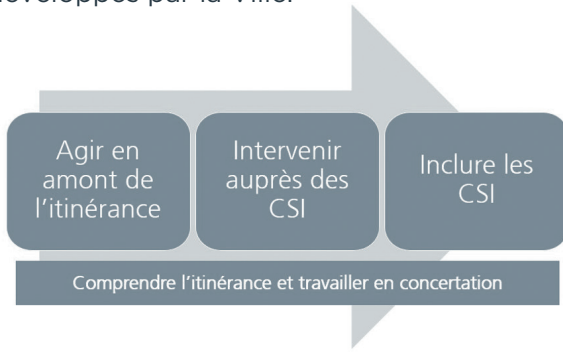 développés par la Ville.
Agir en
amont de
l'itinérance
Intervenir
auprès des
CSI
Inclure les
CSI
Comprendre l'itinérance et travailler en concertation